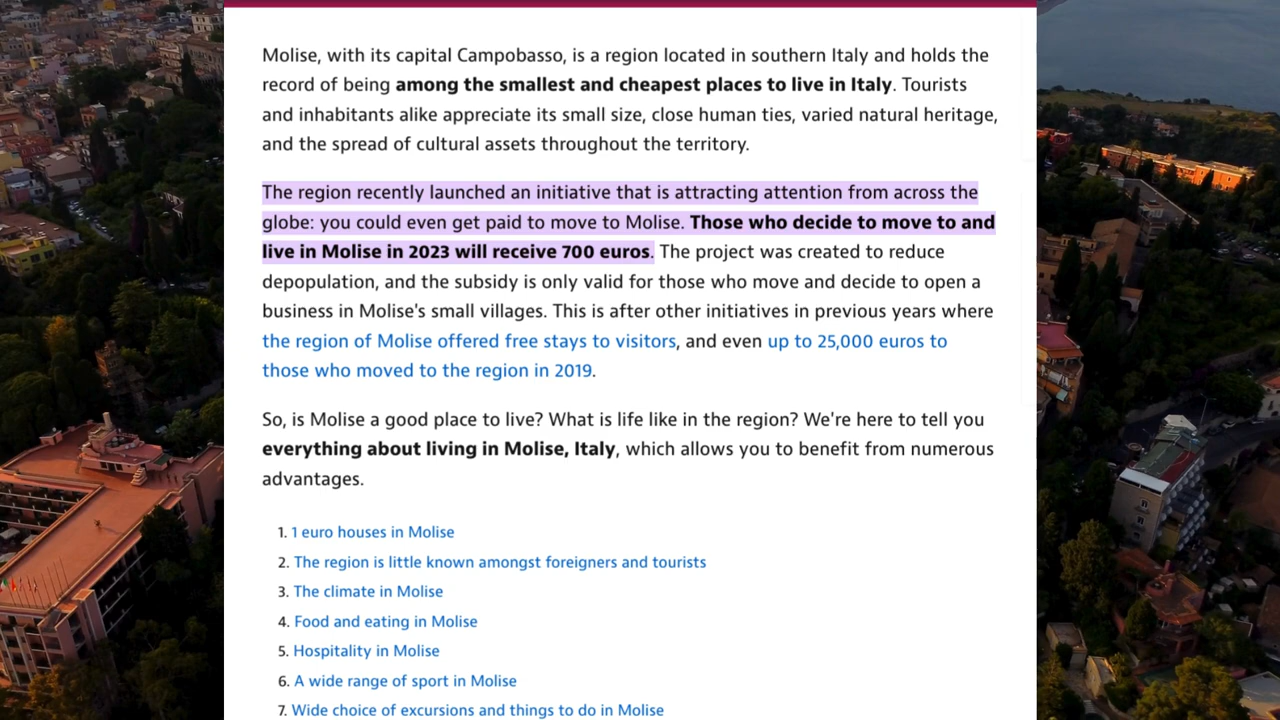 Molise, with its capital Campobasso, is a region located in southern Italy and holds the
record of being among the smallest and cheapest places to live in Italy. Tourists
and inhabitants alike appreciate its small size, close human ties, varied natural heritage,
and the spread of cultural assets throughout the territory.
The region recently launched an initiative that is attracting attention from across the
globe: you could even get paid to move to Molise. Those who decide to move to and
live in Molise in 2023 will receive 700 euros. The project was created to reduce
depopulation, and the subsidy is only valid for those who move and decide to open a
business in Molise's small villages. This is after other initiatives in previous years where
the region of Molise offered free stays to visitors, and even up to 25,000 euros to
those who moved to the region in 2019.
So, is Molise a good place to live? What is life like in the region? We're here to tell you
everything about living in Molise, Italy, which allows you to benefit from numerous
advantages.
1. 1 euro houses in Molise
2. The region is little known amongst foreigners and tourists
3. The climate in Molise
4. Food and eating in Molise
5. Hospitality in Molise
6. A wide range of sport in Molise
7. Wide choice of excursions and things to do in Molise